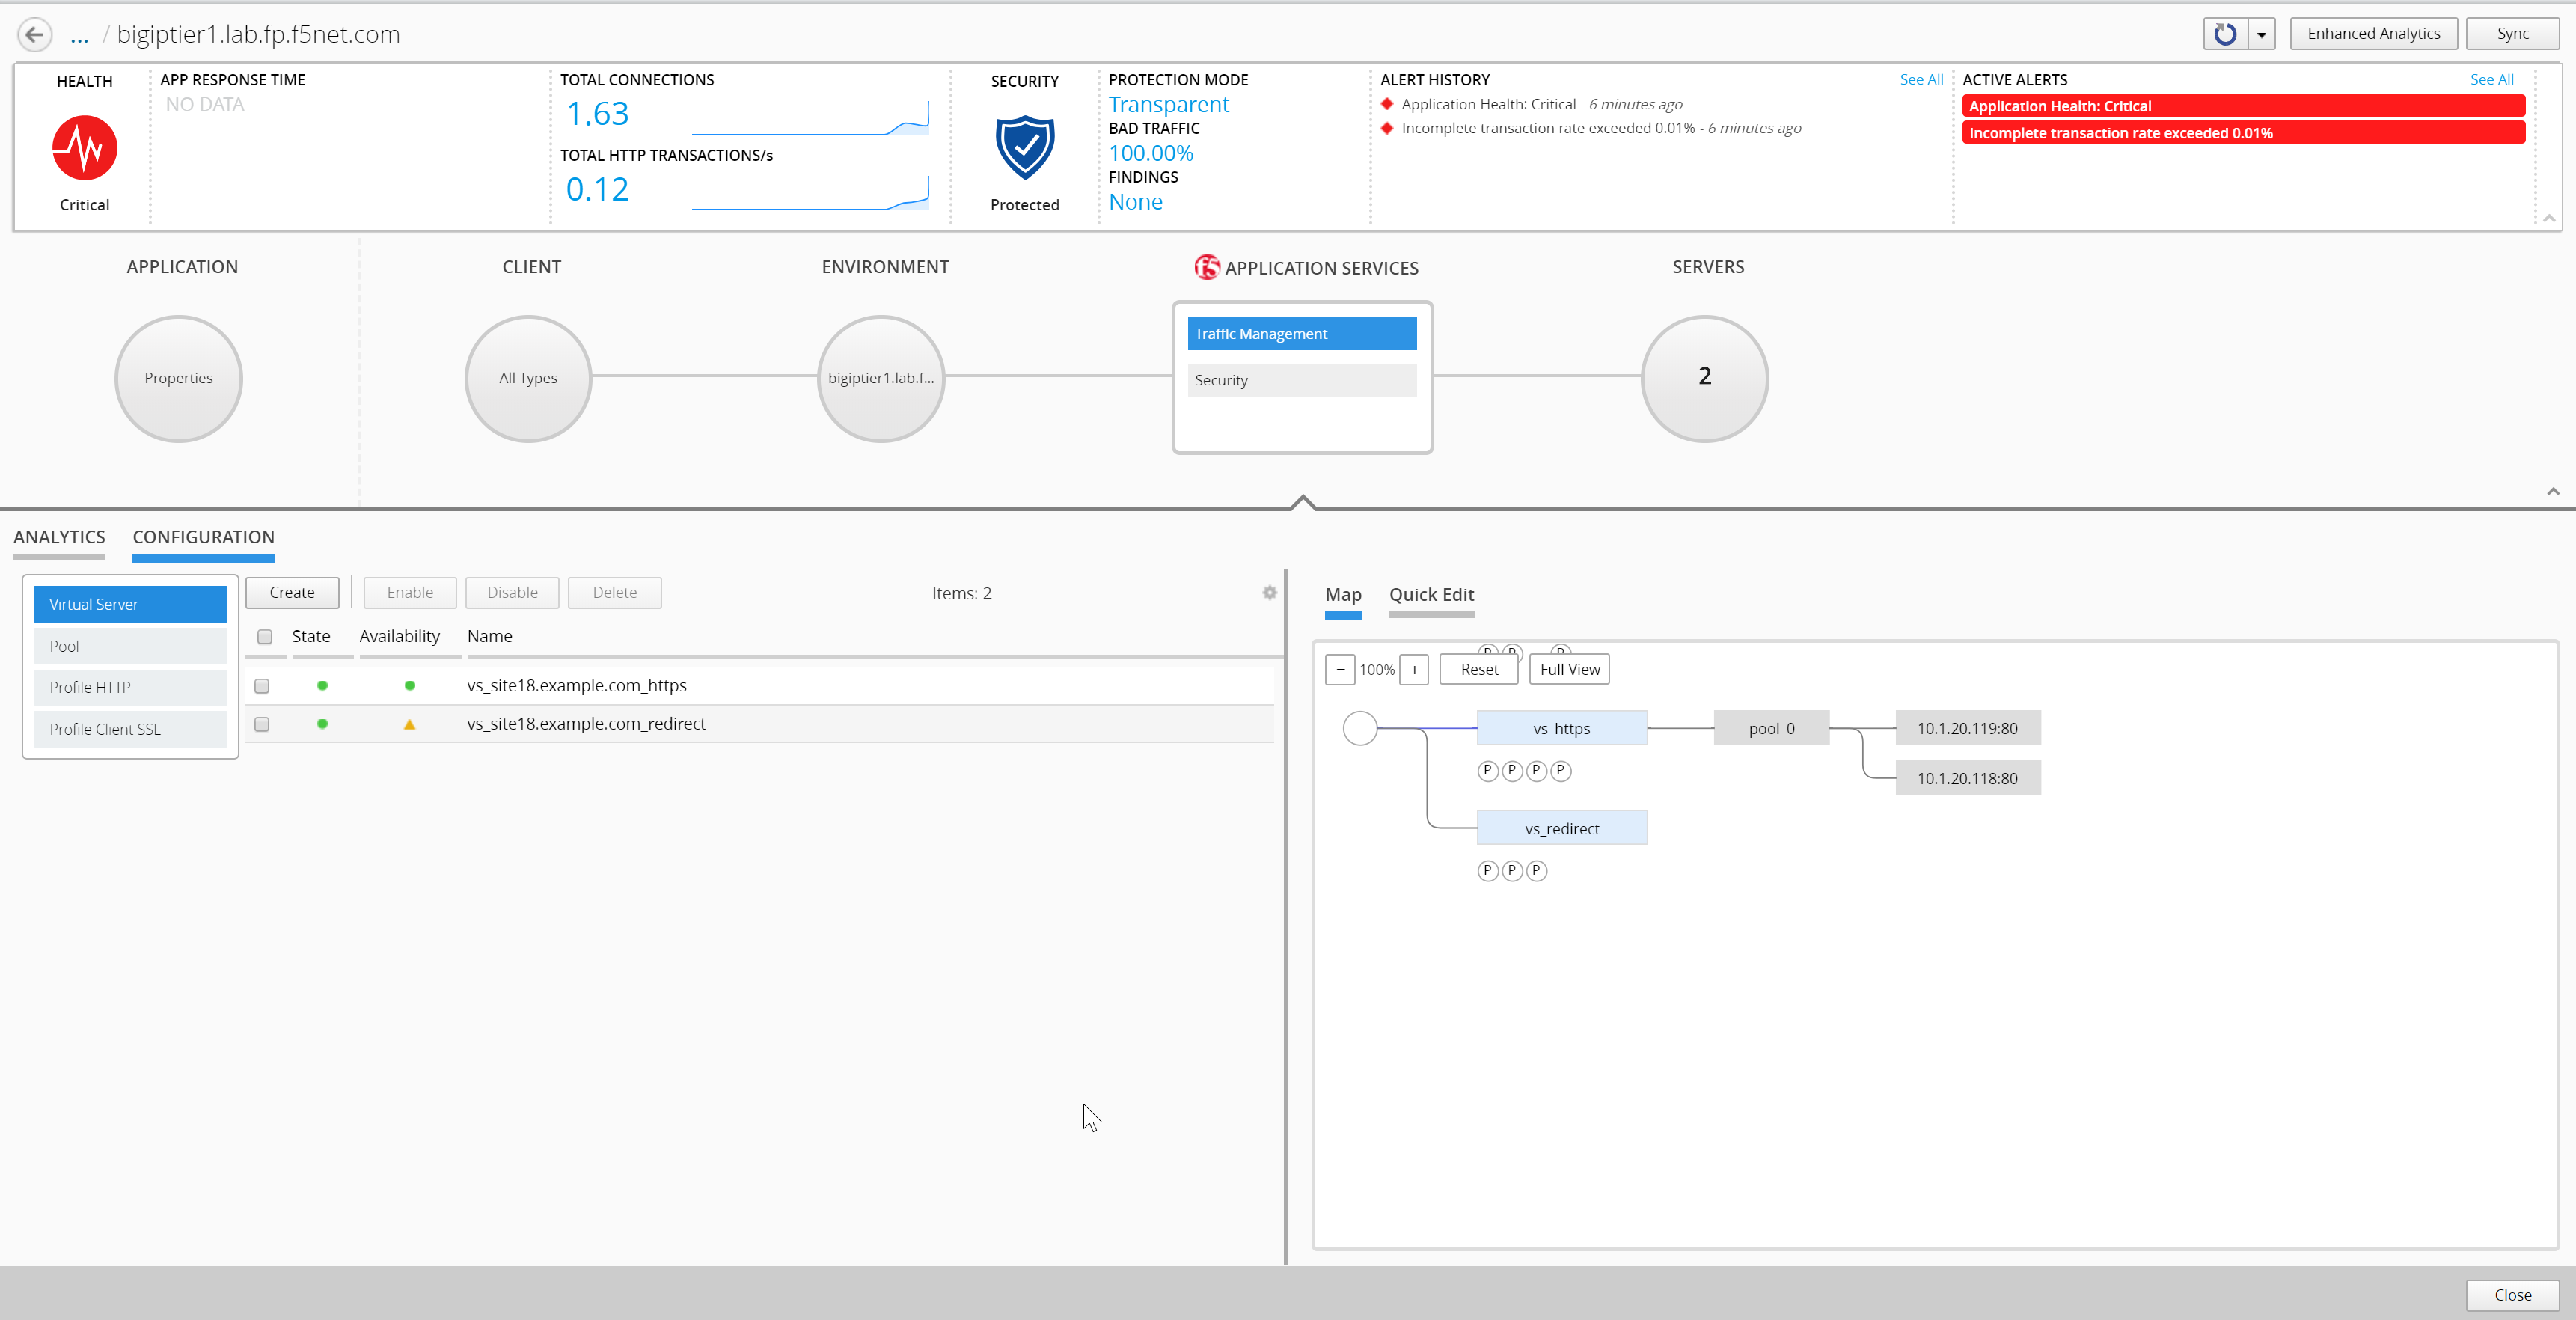 ... / bigiptier1.lab.fp.f5net.com
Enhanced Analytics
Sync
HEALTH
Critical
APP RESPONSE TIME
NO DATA
TOTAL CONNECTIONS
1.63
TOTAL HTTP TRANSACTIONS/s
0.12
SECURITY
Protected
PROTECTION MODE
Transparent
BAD TRAFFIC
100.00%
FINDINGS
None
ALERT HISTORY
See All
Application Health: Critical - 6 minutes ago
Incomplete transaction rate exceeded 0.01% - 6 minutes ago
ACTIVE ALERTS
See All
Application Health: Critical
Incomplete transaction rate exceeded 0.01%
APPLICATION
CLIENT
ENVIRONMENT
f5 APPLICATION SERVICES
SERVERS
Properties
All Types
bigiptier1.lab.f...
Traffic Management
Security
2
ANALYTICS
CONFIGURATION
Virtual Server
Pool
Profile HTTP
Profile Client SSL
Create
Enable
Disable
Delete
Items: 2
State
Availability
Name
vs_site18.example.com_https
vs_site18.example.com_redirect
Map
Quick Edit
P P P
− 100% +
Reset
Full View
vs_https
pool_0
10.1.20.119:80
P P P P
10.1.20.118:80
vs_redirect
P P P
Close